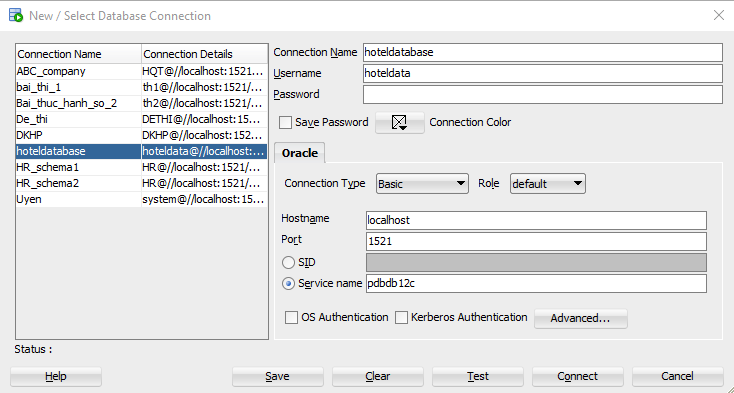 New / Select Database Connection
Connection Name Connection Details
ABC_company HQT@//localhost:1521...
bai_thi_1 th1@//localhost:1521/...
Bai_thuc_hanh_so_2 th2@//localhost:1521/...
De_thi DETHI@//localhost:15...
DKHP DKHP@//localhost:152...
hoteldatabase hoteldata@//localhost:...
HR_schema1 HR@//localhost:1521/...
HR_schema2 HR@//localhost:1521/...
Uyen system@//localhost:15...
Connection Name hoteldatabase
Username hoteldata
Password
Save Password Connection Color
Oracle
Connection Type Basic Role default
Hostname localhost
Port 1521
SID
Service name pdbdb12c
OS Authentication Kerberos Authentication Advanced...
Status :
Help Save Clear Test Connect Cancel